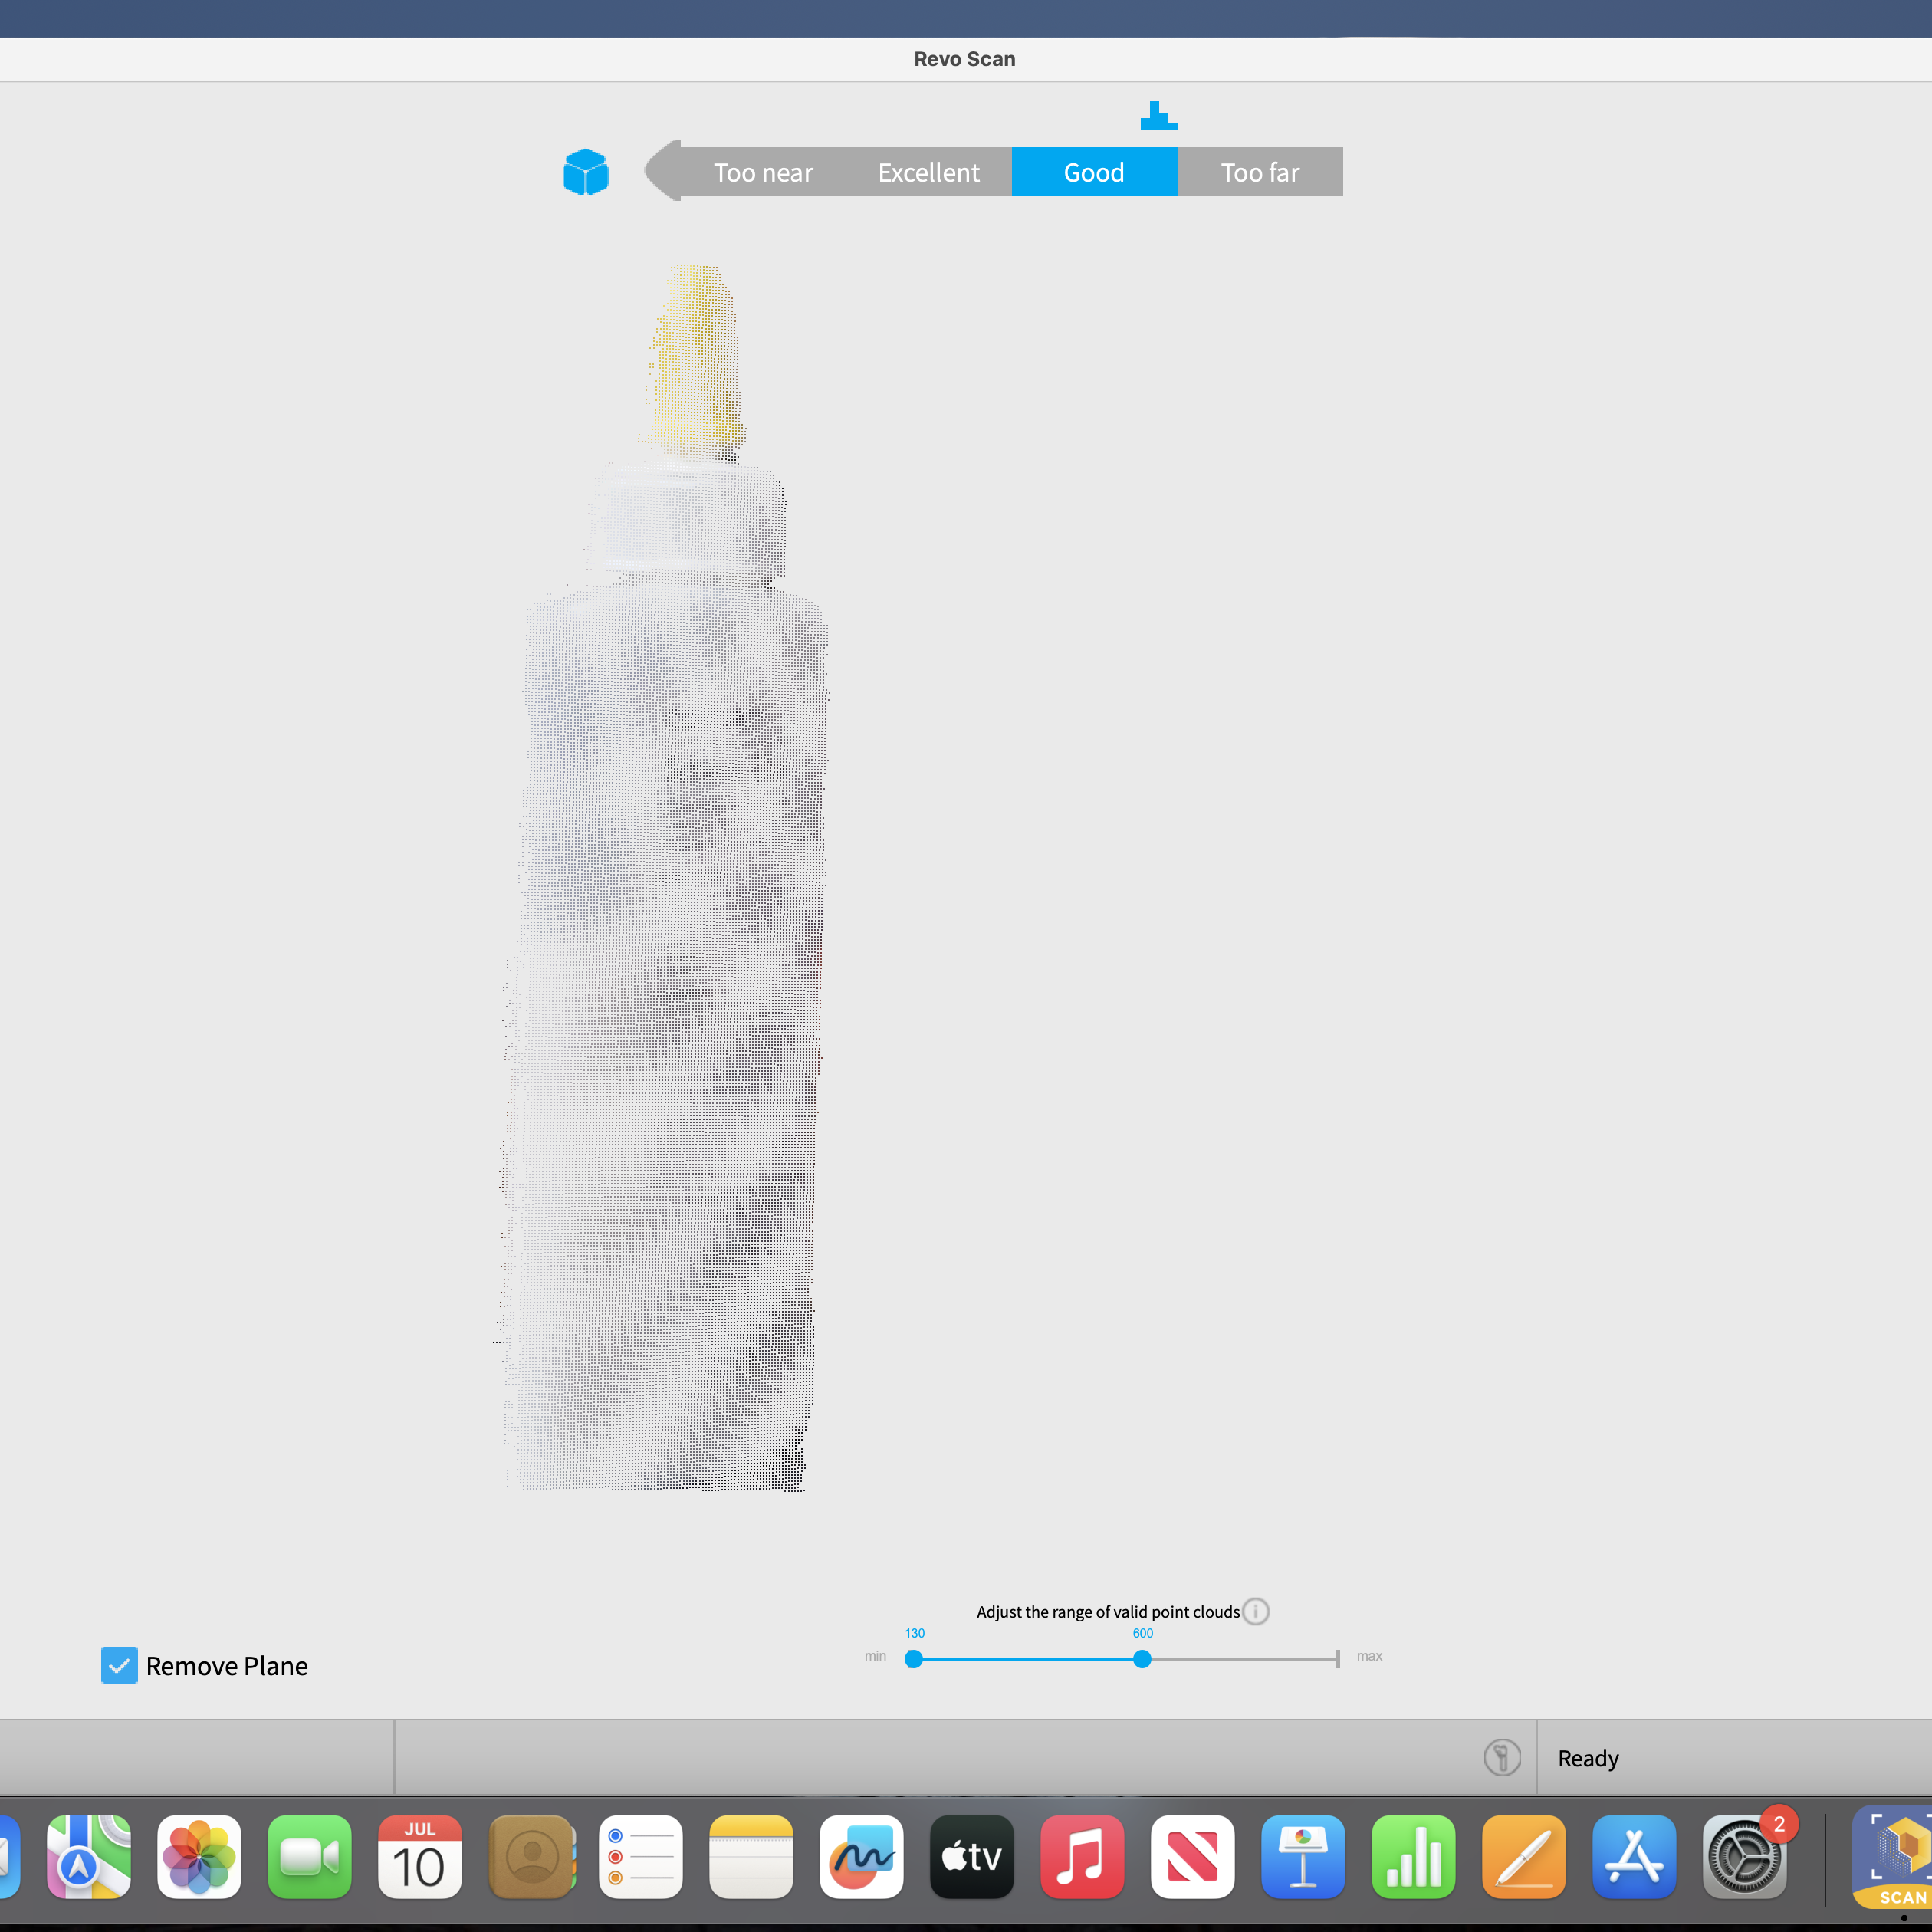 Revo Scan
Too near Excellent Good Too far
Adjust the range of valid point clouds i
130 600
min max
Remove Plane
Ready
JUL
10
tv
2
SCAN